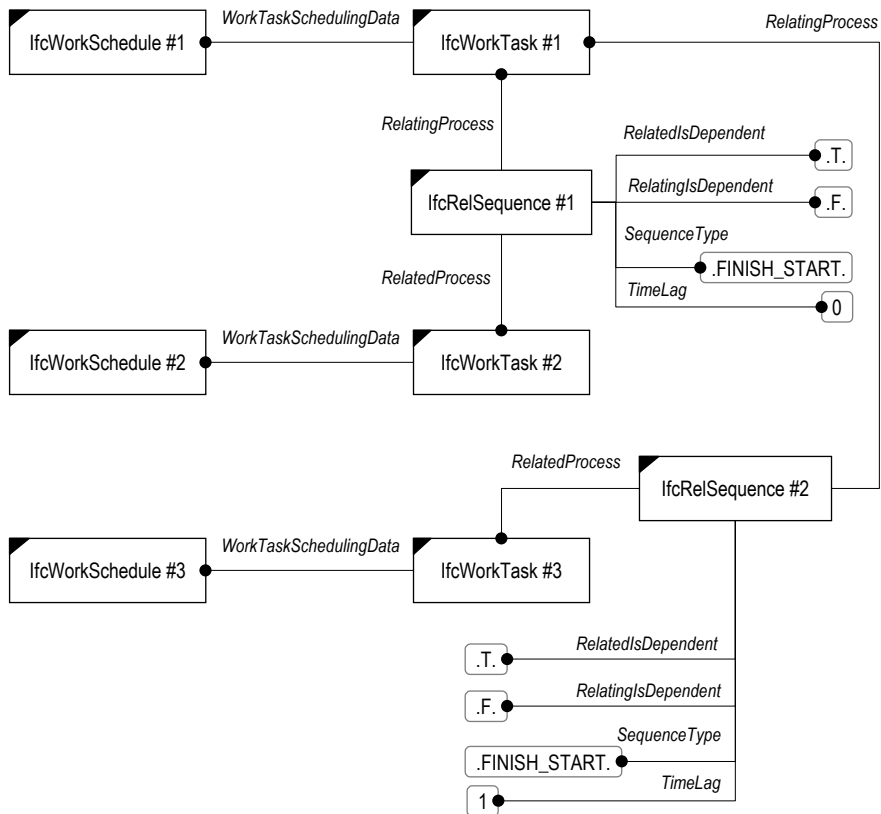 WorkTaskSchedulingData
RelatingProcess
IfcWorkSchedule #1
IfcWorkTask #1
RelatingProcess
RelatedIsDependent
.T.
RelatingIsDependent
IfcRelSequence #1
.F.
SequenceType
.FINISH_START.
RelatedProcess
TimeLag
0
WorkTaskSchedulingData
IfcWorkSchedule #2
IfcWorkTask #2
RelatedProcess
IfcRelSequence #2
WorkTaskSchedulingData
IfcWorkSchedule #3
IfcWorkTask #3
RelatedIsDependent
.T.
RelatingIsDependent
.F.
SequenceType
.FINISH_START.
TimeLag
1